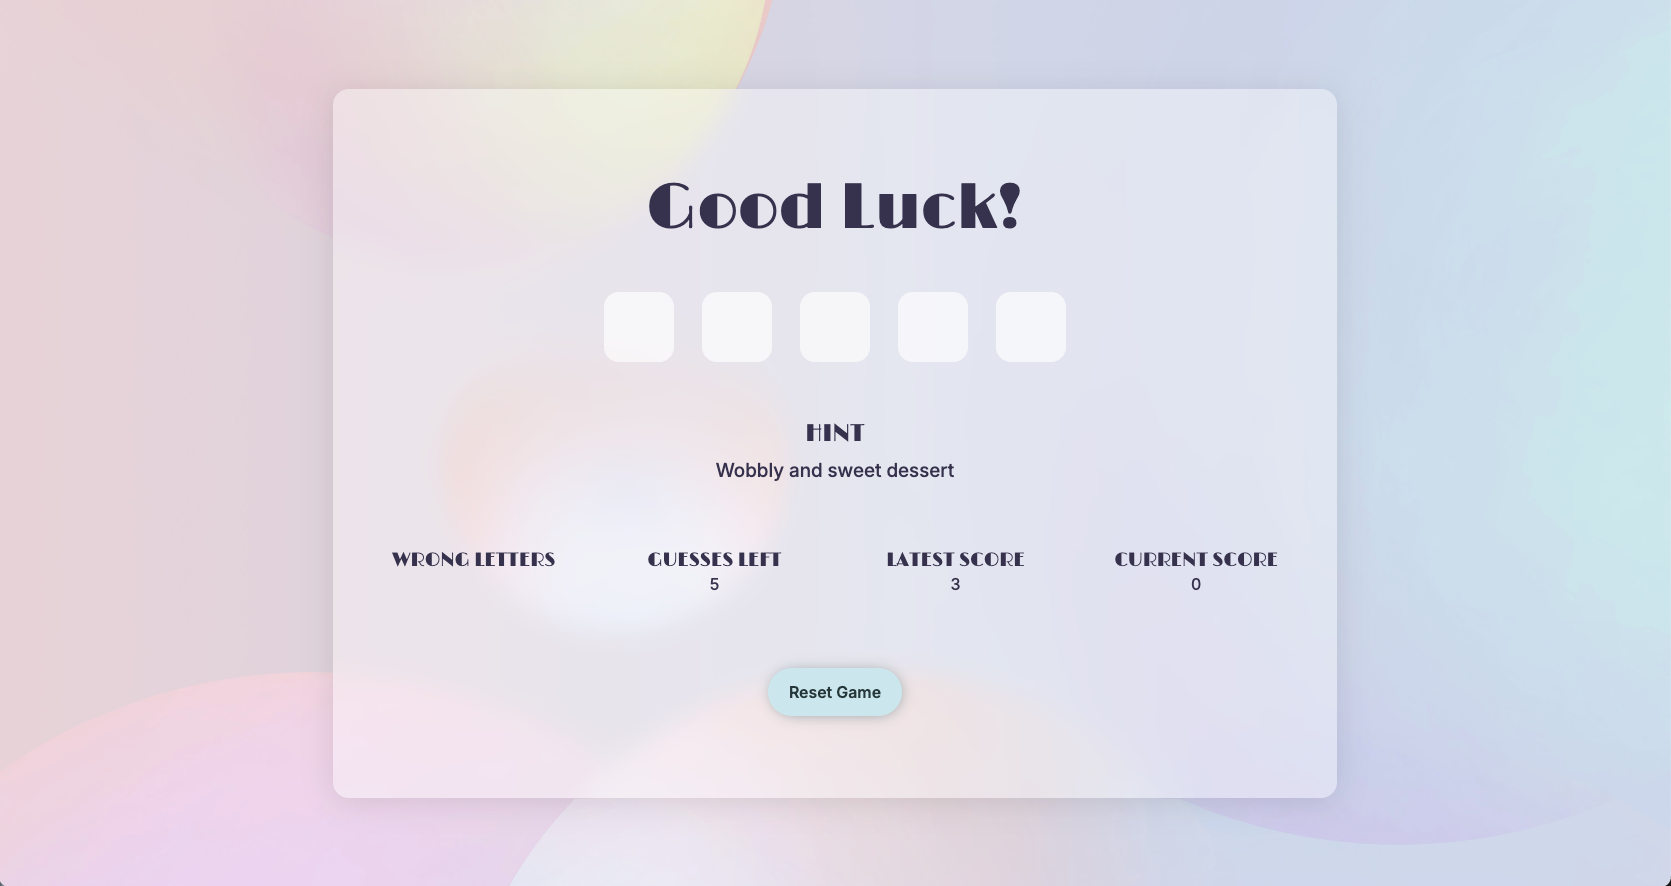 Good Luck!
HINT
Wobbly and sweet dessert
WRONG LETTERS
GUESSES LEFT
5
LATEST SCORE
3
CURRENT SCORE
0
Reset Game